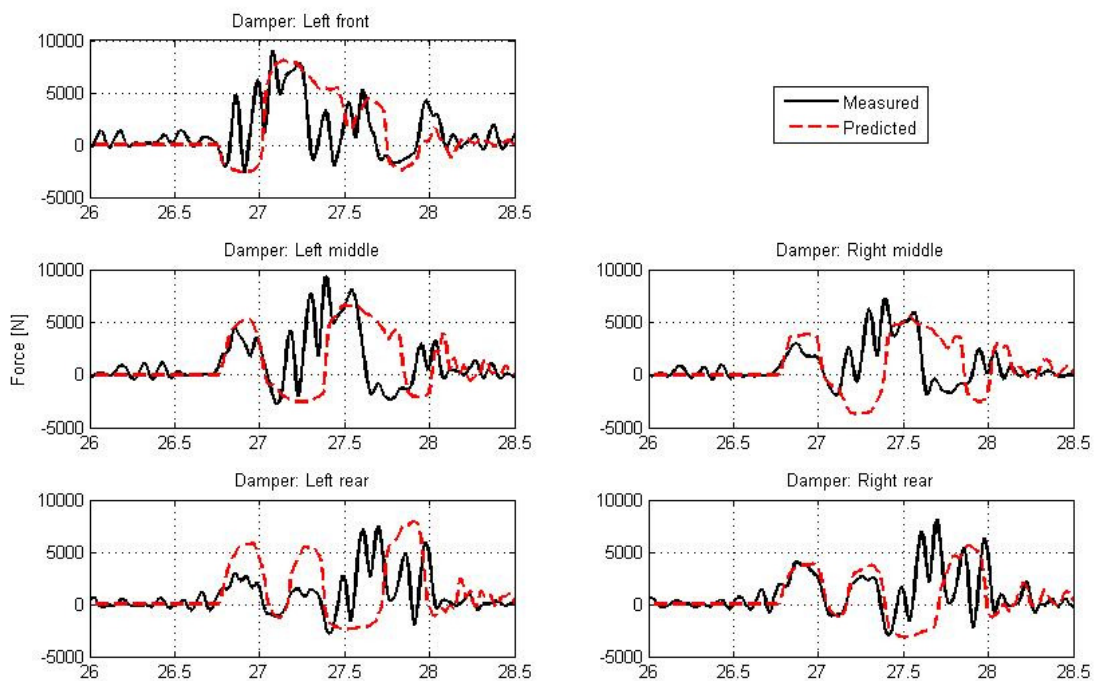 Damper: Left front
10000
5000
0
-5000
26 26.5 27 27.5 28 28.5
Measured
Predicted
Damper: Left middle
10000
5000
0
-5000
Force [N]
26 26.5 27 27.5 28 28.5
Damper: Right middle
10000
5000
0
-5000
26 26.5 27 27.5 28 28.5
Damper: Left rear
10000
5000
0
-5000
26 26.5 27 27.5 28 28.5
Damper: Right rear
10000
5000
0
-5000
26 26.5 27 27.5 28 28.5